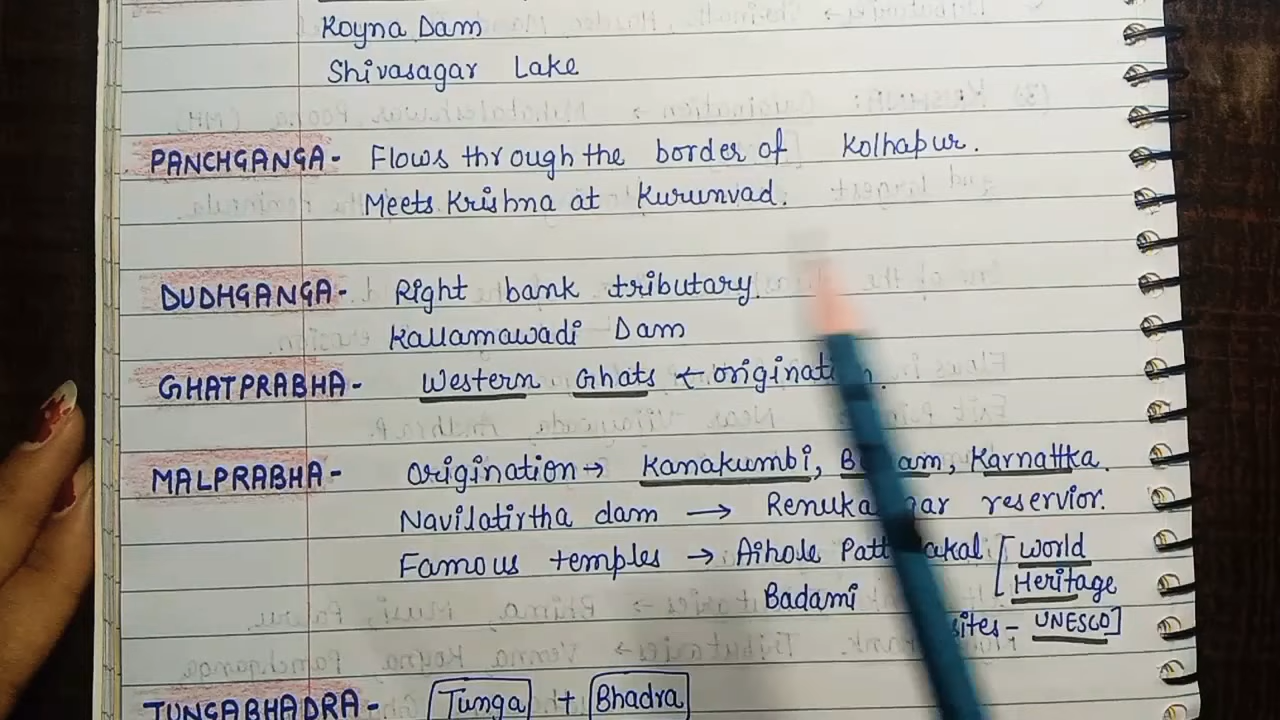 Koyna Dam
Shivasagar Lake
PANCHGANGA- Flows through the border of Kolhapur.
Meets Krishna at Kurunvad.
DUDHGANGA- Right bank tributary.
Kallamawadi Dam
GHATPRABHA- Western Ghats ← origination.
MALPRABHA- Origination → Kanakumbi, Karnattka.
Navilatirtha dam → reservior.
Famous temples → Aihole [World
Badami Heritage
sites- UNESCO]
TUNGABHADRA- Tunga + Bhadra